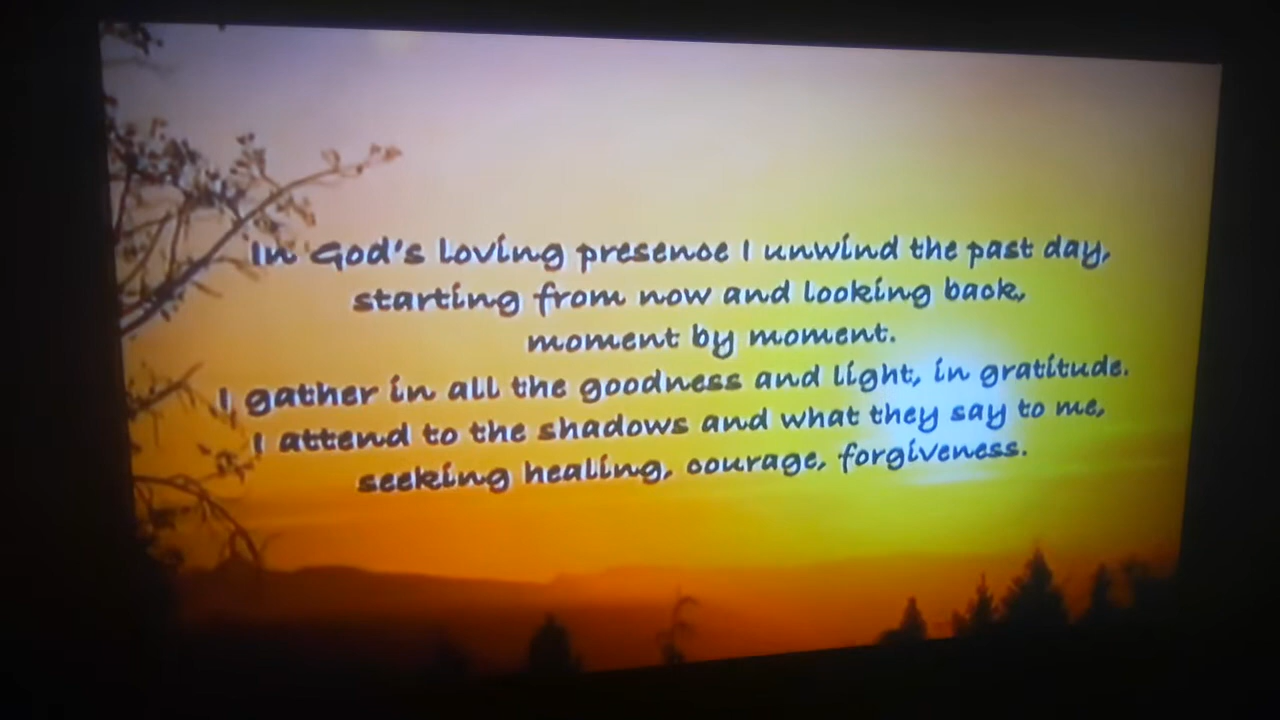 In God's loving presence I unwind the past day,
starting from now and looking back,
moment by moment.
I gather in all the goodness and light, in gratitude.
I attend to the shadows and what they say to me,
seeking healing, courage, forgiveness.